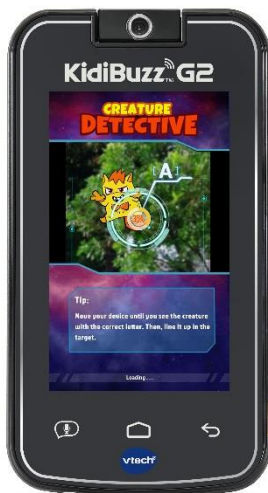 KidiBuzz™ G2
CREATURE
DETECTIVE
[A]
Tip:
Move your device until you see the creature
with the correct letter. Then, line it up in the
target.
Loading...
vtech®